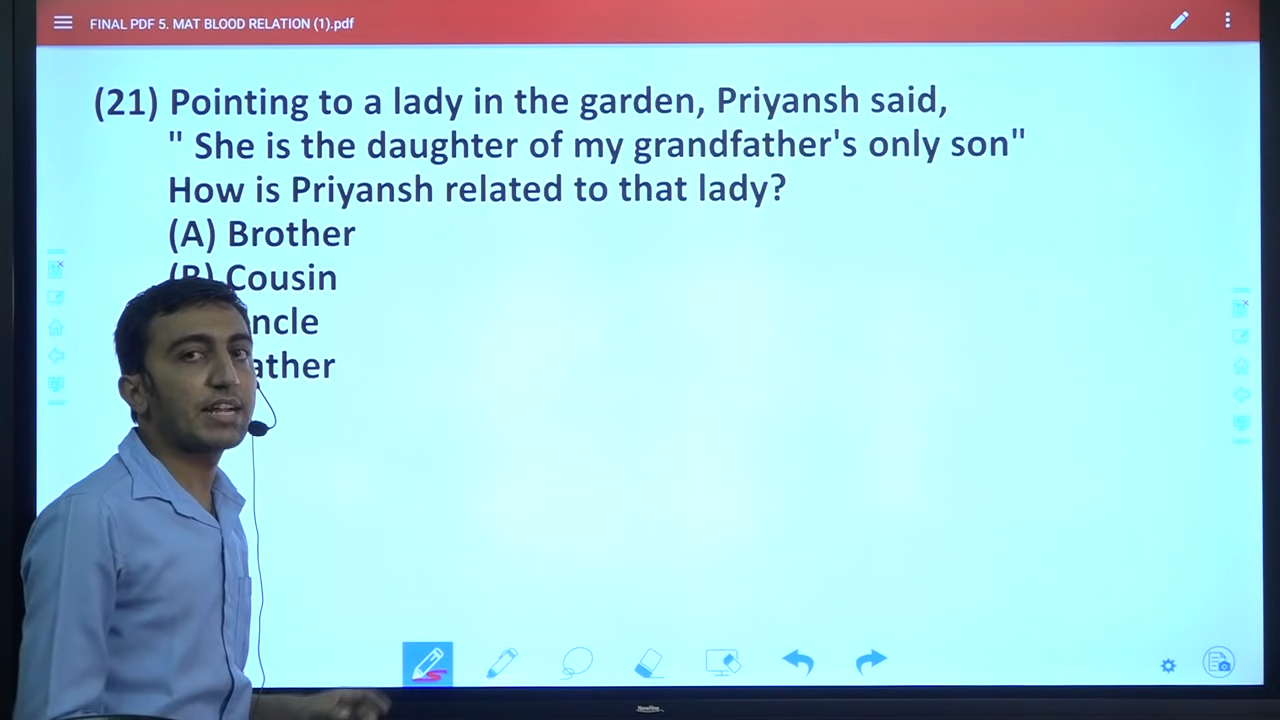 FINAL PDF 5. MAT BLOOD RELATION (1).pdf
(21) Pointing to a lady in the garden, Priyansh said,
" She is the daughter of my grandfather's only son"
How is Priyansh related to that lady?
(A) Brother
(B) Cousin
ncle
ather
Newline